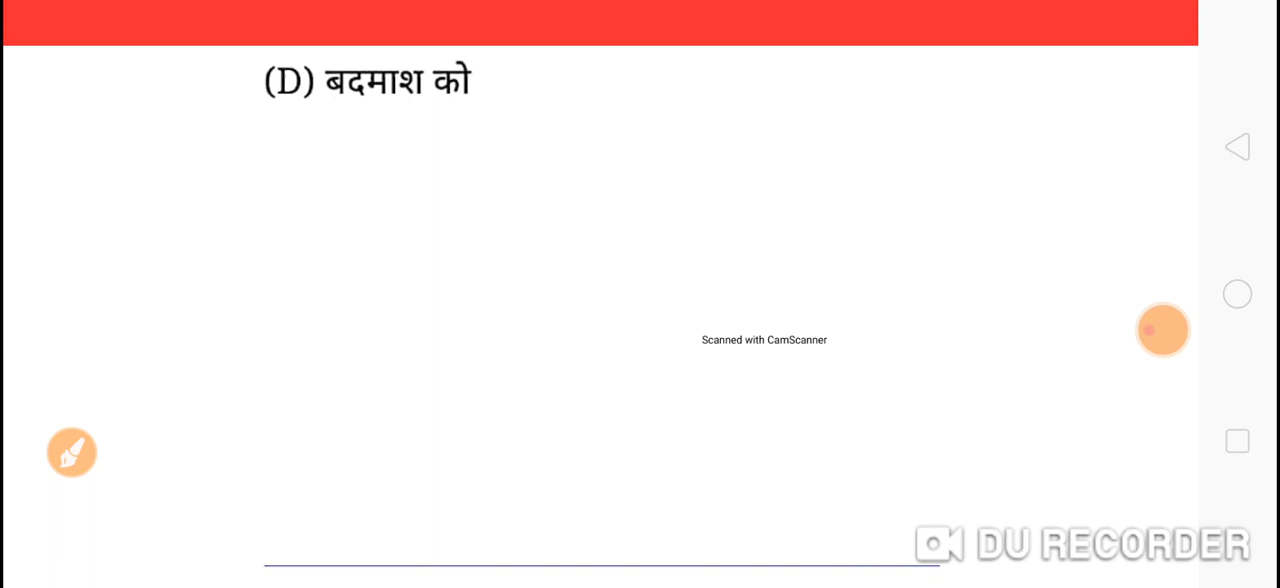 (D) बदमाश को
Scanned with CamScanner
DU RECORDER